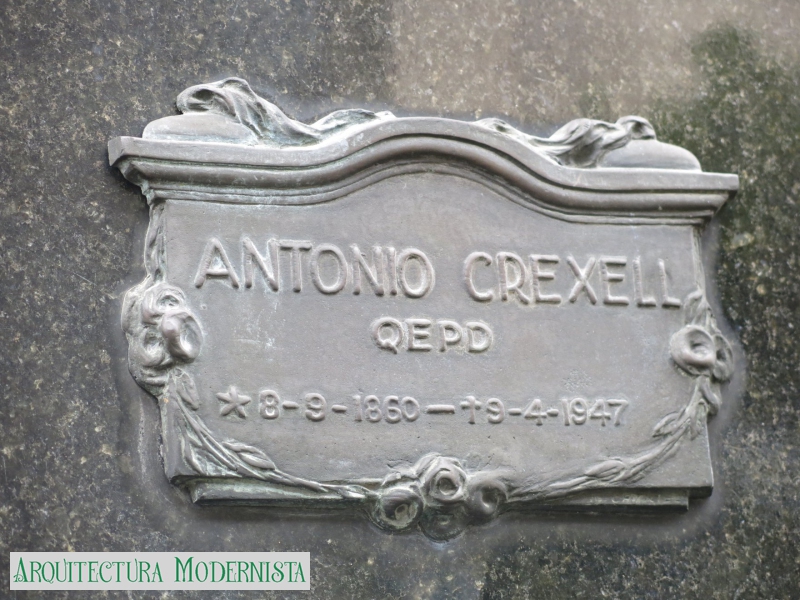 ANTONIO CREXELL
QEPD
* 8-9-1860 — †9-4-1947
ARQUITECTURA MODERNISTA